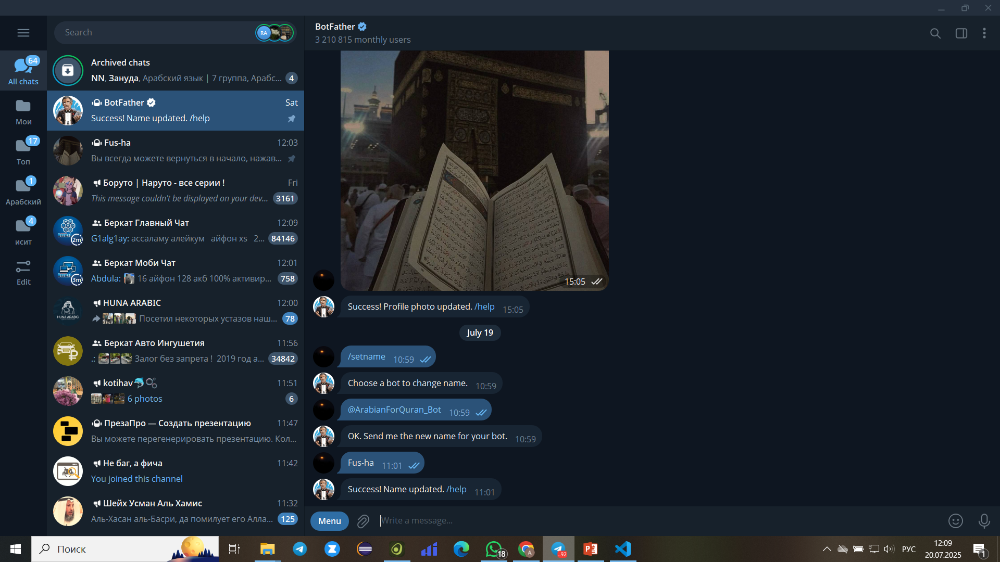 Search
RA
64
All chats
Мои
17
Топ
1
Арабский
4
исит
Edit
Archived chats
NN, Зануда, Арабский язык | 7 группа, Арабс...
4
BotFather
Sat
Success! Name updated. /help
Fus-ha
12:03
Вы всегда можете вернуться в начало, нажав...
Боруто | Наруто - все серии !
Fri
This message couldn't be displayed on your dev...
3161
Беркат Главный Чат
12:09
2m
G1alg1ay: ассаламу алейкум айфон xs 2...
84146
Беркат Моби Чат
12:01
3m
Abdula: 16 айфон 128 акб 100% активир...
758
HUNA ARABIC
HUNA ARABIC
12:00
Посетил некоторых устазов наш...
78
Беркат Авто Ингушетия
11:56
.: Залог без запрета ! 2019 год а...
34842
kotihav
11:51
6 photos
6
ПрезаПро — Создать презентацию
11:47
Вы можете перегенерировать презентацию. Кол...
Не баг, а фича
11:42
You joined this channel
Шейх Усман Аль Хамис
11:32
Аль-Хасан аль-Басри, да помилует его Алла...
125
BotFather
3 210 815 monthly users
15:05
Success! Profile photo updated. /help 15:05
July 19
/setname 10:59
Choose a bot to change name. 10:59
@ArabianForQuran_Bot 10:59
OK. Send me the new name for your bot. 10:59
Fus-ha 11:01
Success! Name updated. /help 11:01
Menu
Write a message...
Поиск
18
A
..92
P
РУС
12:09
20.07.2025
1